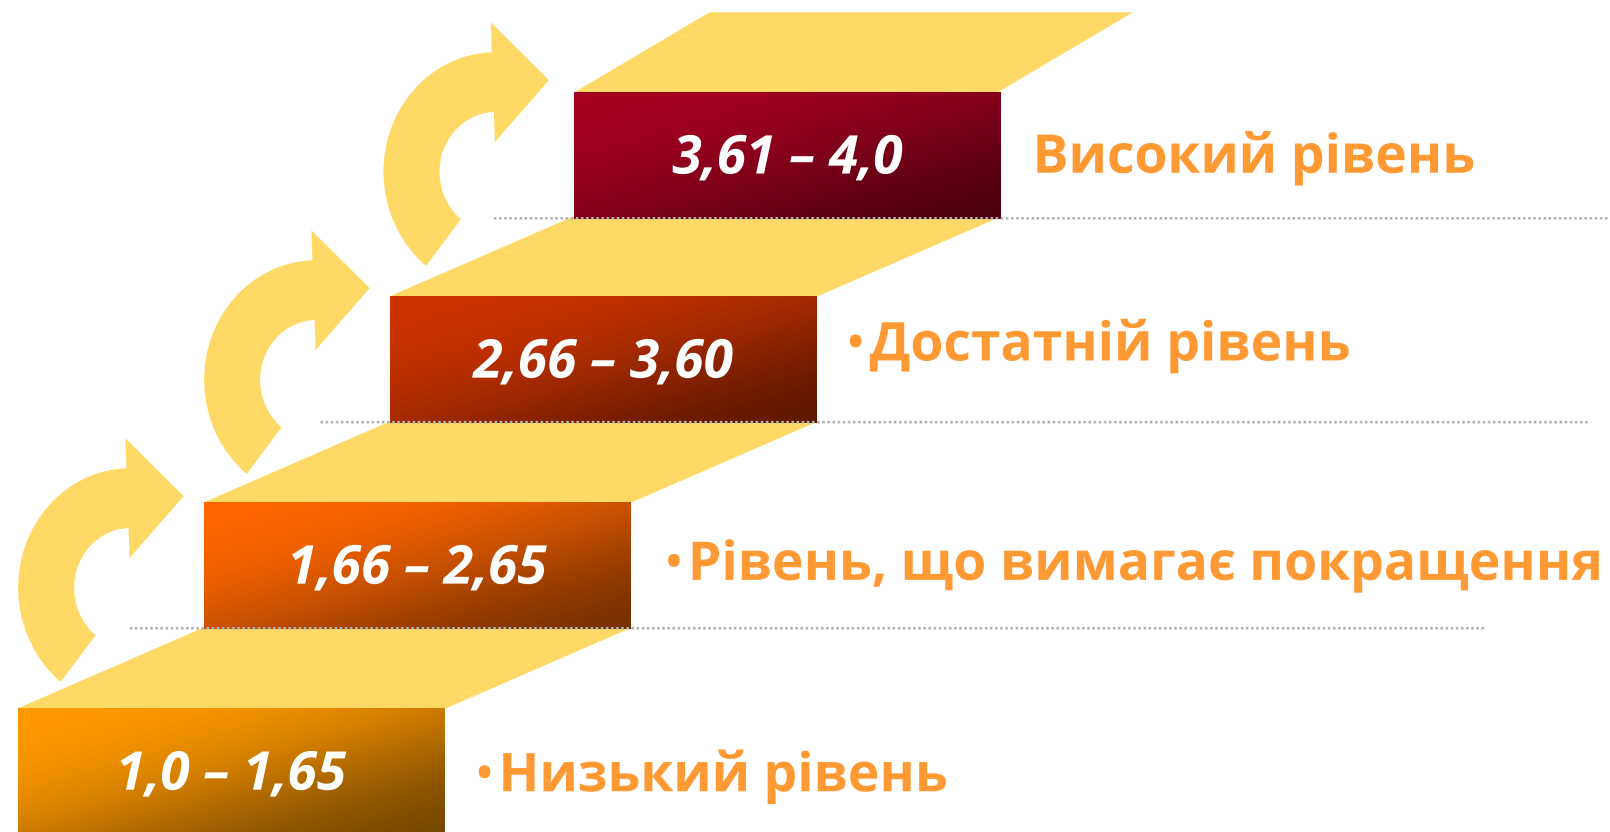 3,61 – 4,0 Високий рівень
2,66 – 3,60 •Достатній рівень
1,66 – 2,65 •Рівень, що вимагає покращення
1,0 – 1,65 •Низький рівень